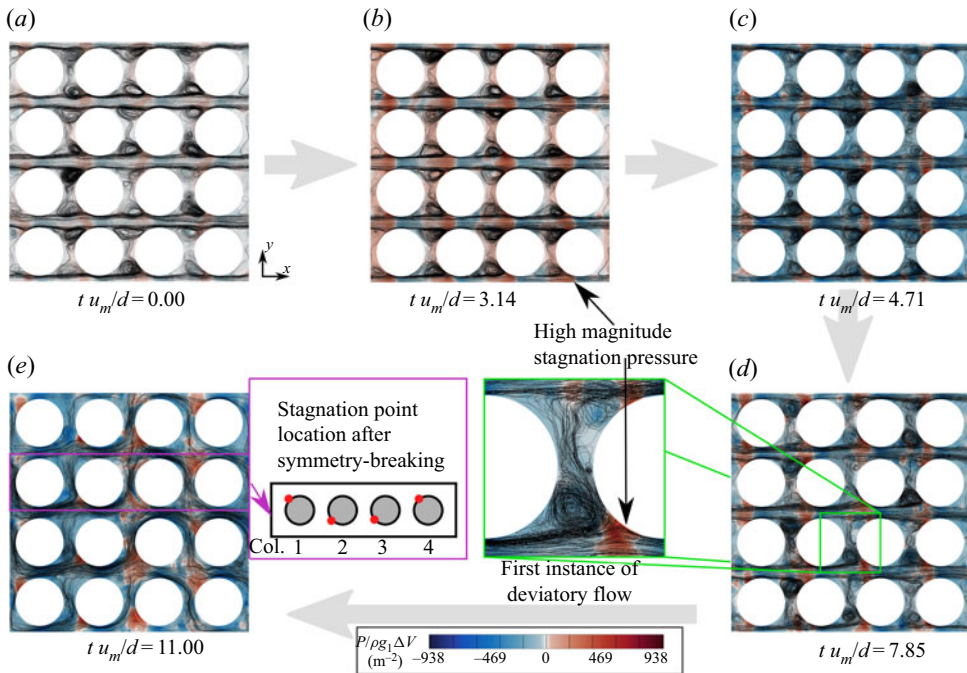 (a)
(b)
(c)
y
x
t u_m/d = 0.00
t u_m/d = 3.14
t u_m/d = 4.71
High magnitude
stagnation pressure
(e)
(d)
Stagnation point
location after
symmetry-breaking
Col. 1 2 3 4
First instance of
deviatory flow
t u_m/d = 11.00
P/ρg₁ΔV
(m⁻²)
−938 −469 0 469 938
t u_m/d = 7.85